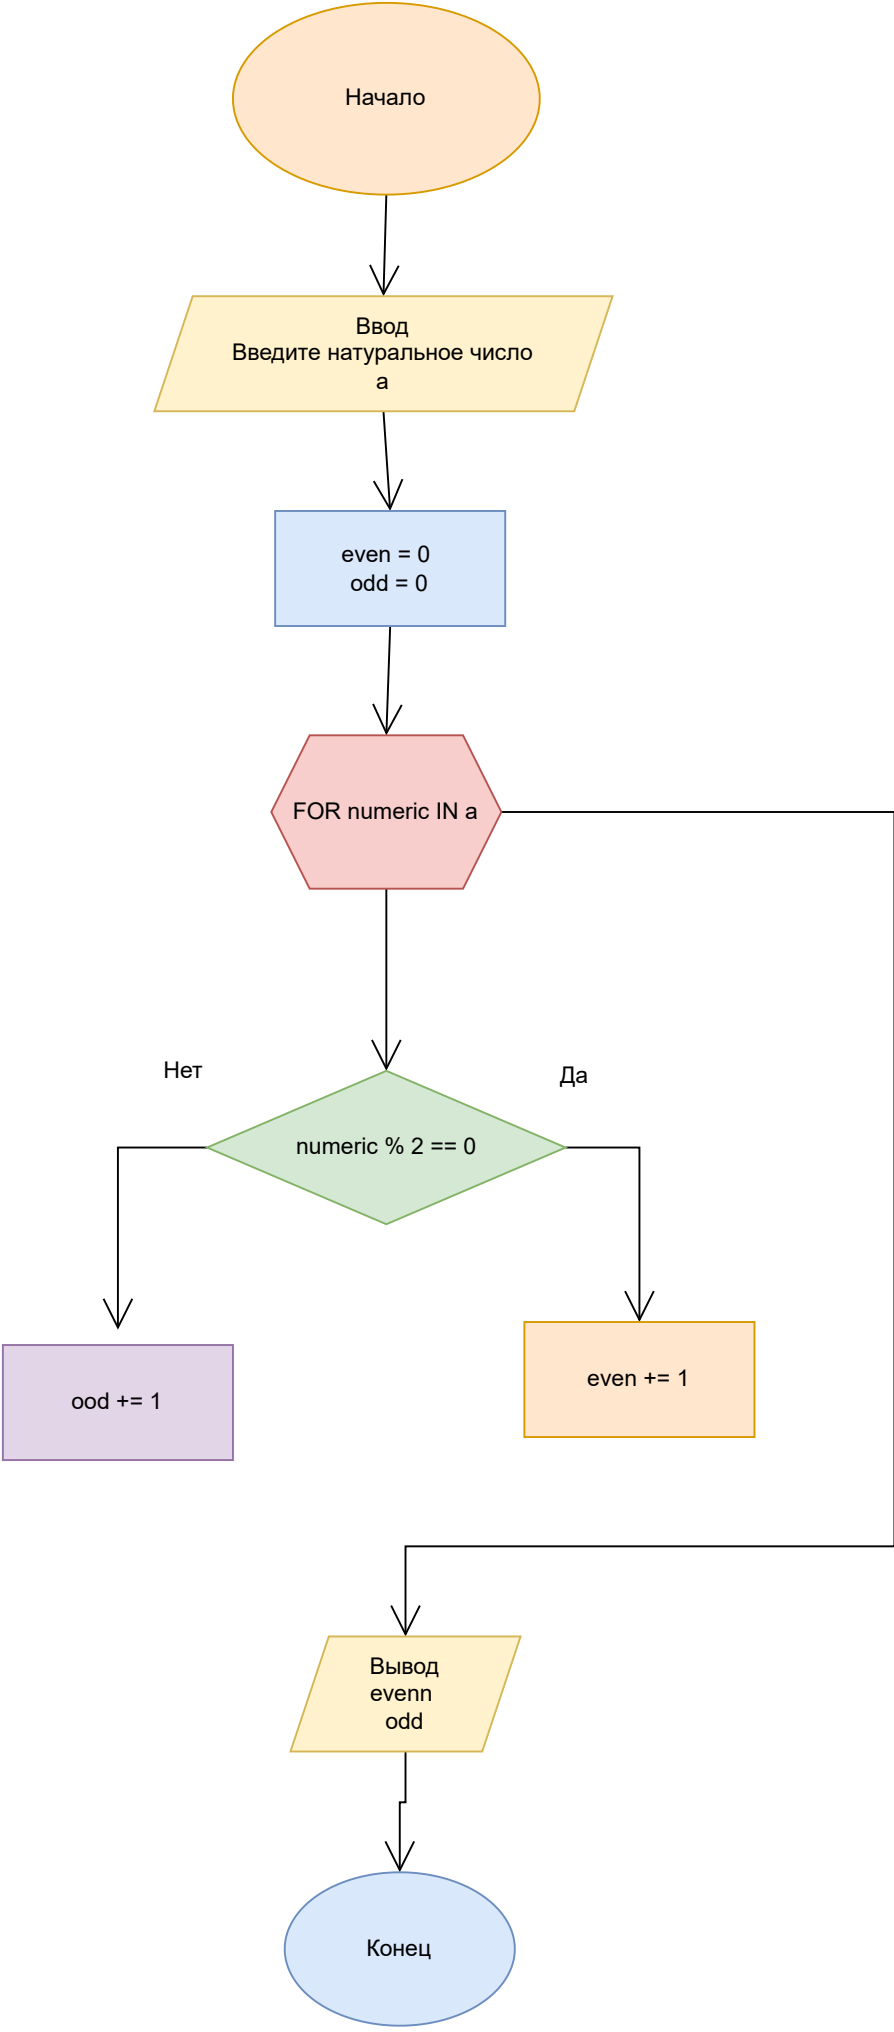 Начало
Ввод
Введите натуральное число
a
even = 0
odd = 0
FOR numeric IN a
Нет
Да
numeric % 2 == 0
ood += 1
even += 1
Вывод
evenn
odd
Конец